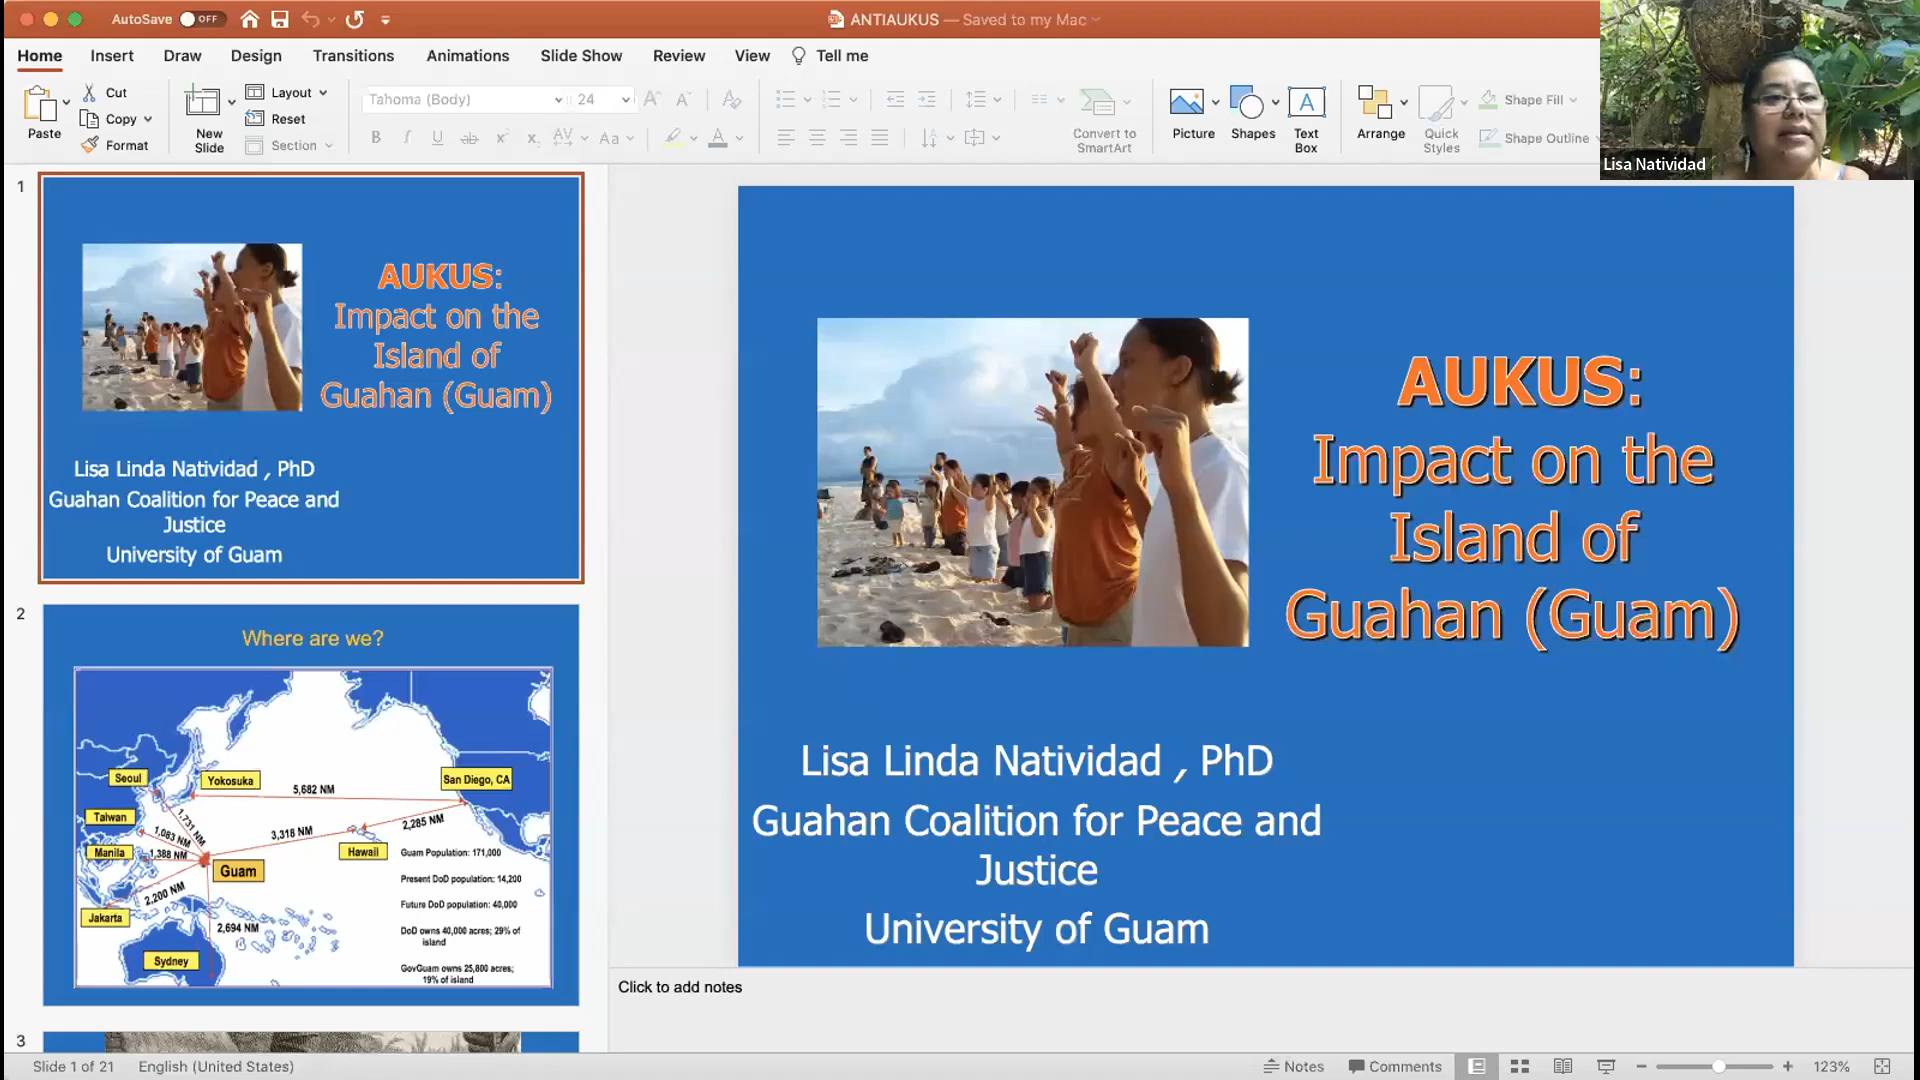 AutoSave OFF
ANTIAUKUS — Saved to my Mac
Home Insert Draw Design Transitions Animations Slide Show Review View Tell me
Paste
Cut
Copy
Format
New
Slide
Layout
Reset
Section
Tahoma (Body) 24
Convert to
SmartArt
Picture
Shapes
Text
Box
Arrange
Quick
Styles
Shape Fill
Shape Outline
Lisa Natividad
1
AUKUS:
Impact on the
Island of
Guahan (Guam)
Lisa Linda Natividad , PhD
Guahan Coalition for Peace and
Justice
University of Guam
2
Where are we?
Seoul
Yokosuka
San Diego, CA
5,682 NM
Taiwan
1,731 NM
1,083 NM
3,318 NM
2,285 NM
Manila
1,388 NM
Hawaii
Guam
Guam Population: 171,000
Present DoD population: 14,200
2,200 NM
Future DoD population: 40,000
Jakarta
2,694 NM
DoD owns 40,000 acres; 29% of
island
Sydney
GovGuam owns 25,800 acres;
19% of island
3
AUKUS:
Impact on the
Island of
Guahan (Guam)
Lisa Linda Natividad , PhD
Guahan Coalition for Peace and
Justice
University of Guam
Click to add notes
Slide 1 of 21 English (United States) Notes Comments 123%